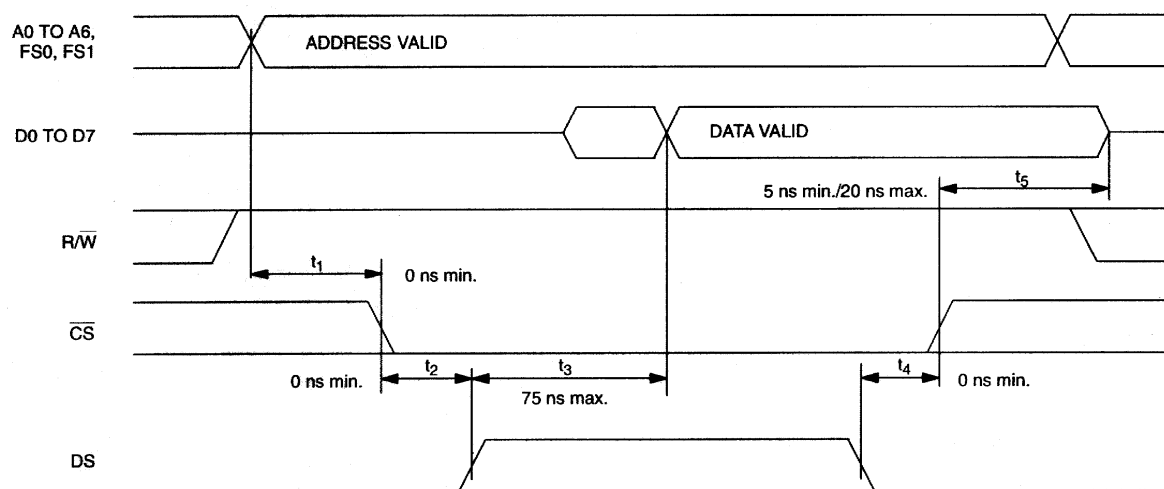 A0 TO A6,
FS0, FS1
ADDRESS VALID
D0 TO D7
DATA VALID
5 ns min./20 ns max.
t5
R/W̅
t1
0 ns min.
C̅S̅
0 ns min.
t2
t3
75 ns max.
t4
0 ns min.
DS